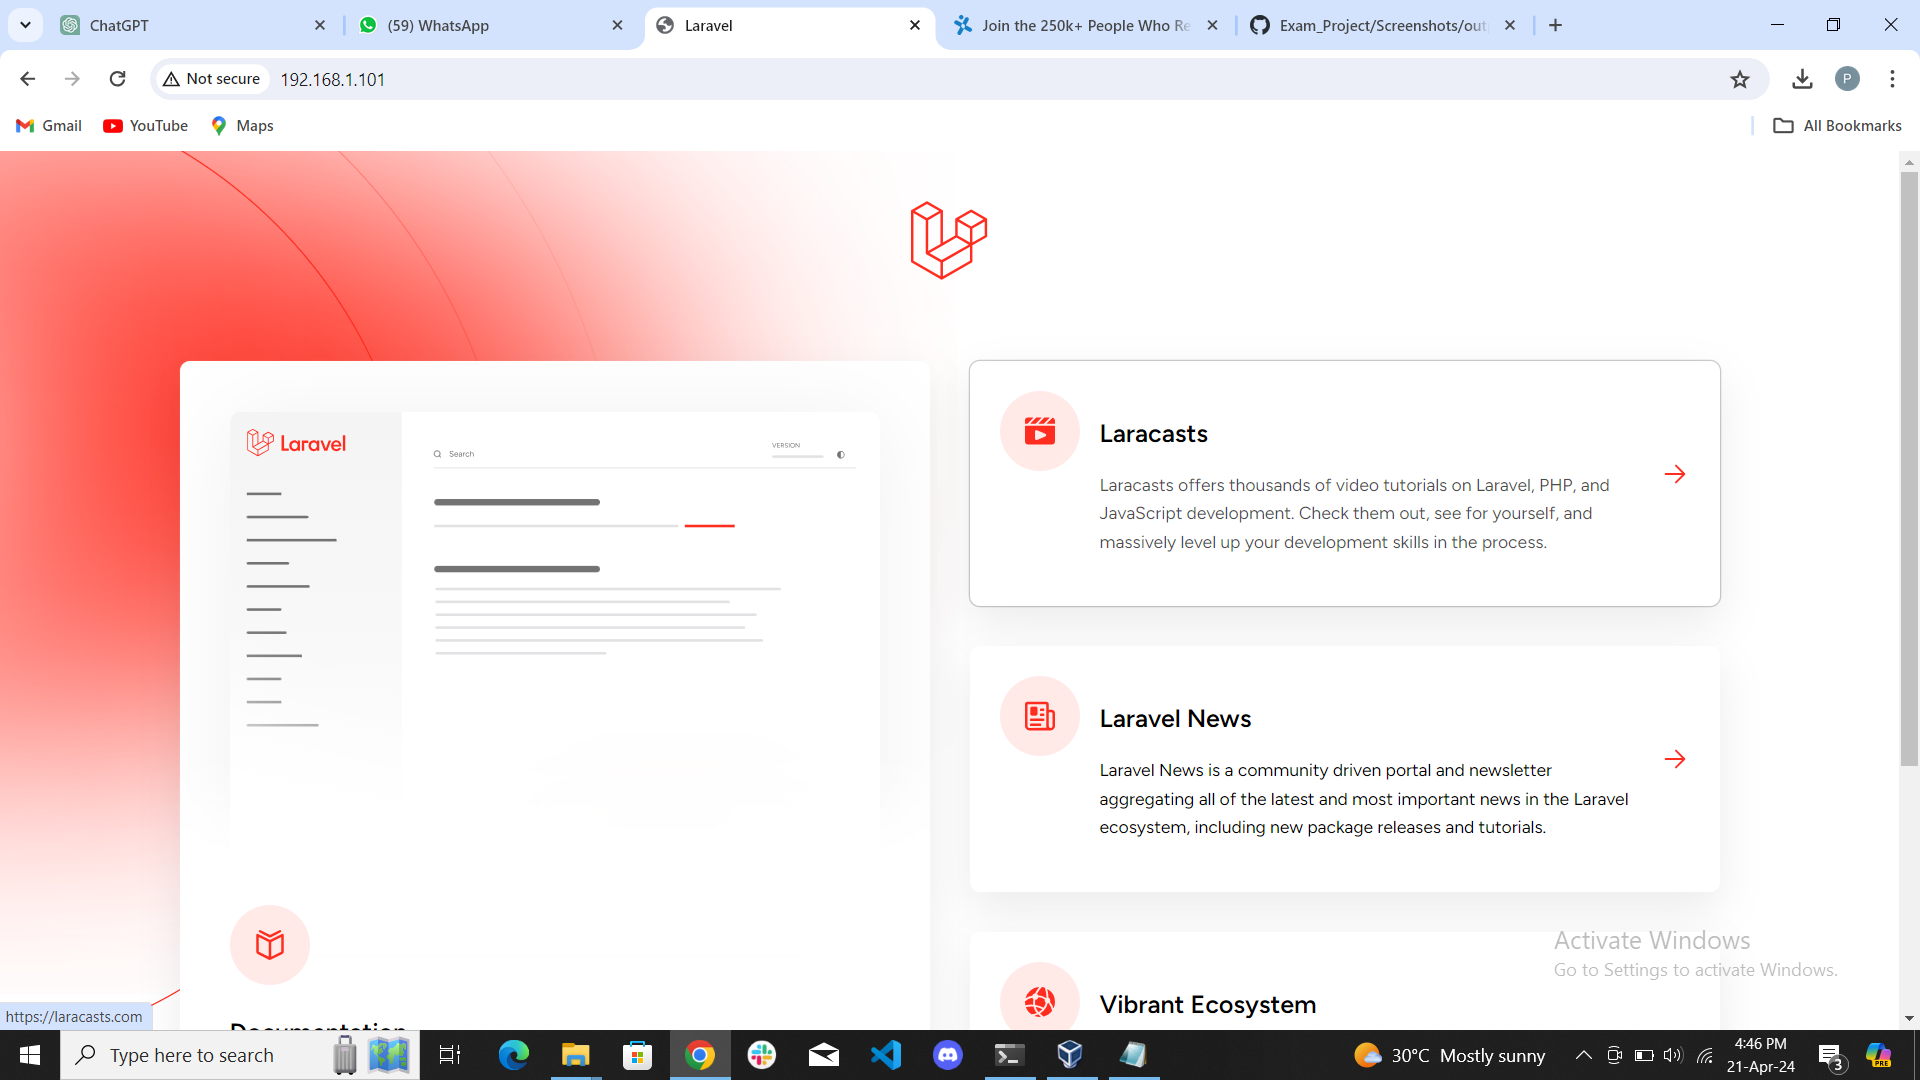 ChatGPT
(59) WhatsApp
Laravel
Join the 250k+ People Who Re
Exam_Project/Screenshots/outp
Not secure
192.168.1.101
P
Gmail
YouTube
Maps
All Bookmarks
Laravel
Search
VERSION
Laracasts
Laracasts offers thousands of video tutorials on Laravel, PHP, and
JavaScript development. Check them out, see for yourself, and
massively level up your development skills in the process.
Laravel News
Laravel News is a community driven portal and newsletter
aggregating all of the latest and most important news in the Laravel
ecosystem, including new package releases and tutorials.
Vibrant Ecosystem
Documentation
Activate Windows
Go to Settings to activate Windows.
https://laracasts.com
Type here to search
30°C Mostly sunny
4:46 PM
21-Apr-24
3
PRE